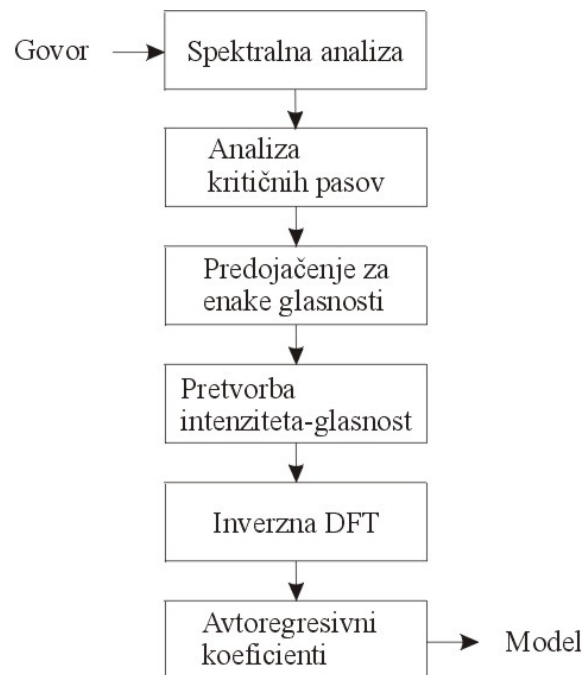 Govor
Spektralna analiza
Analiza
kritičnih pasov
Predojačenje za
enake glasnosti
Pretvorba
intenziteta-glasnost
Inverzna DFT
Avtoregresivni
koeficienti
Model